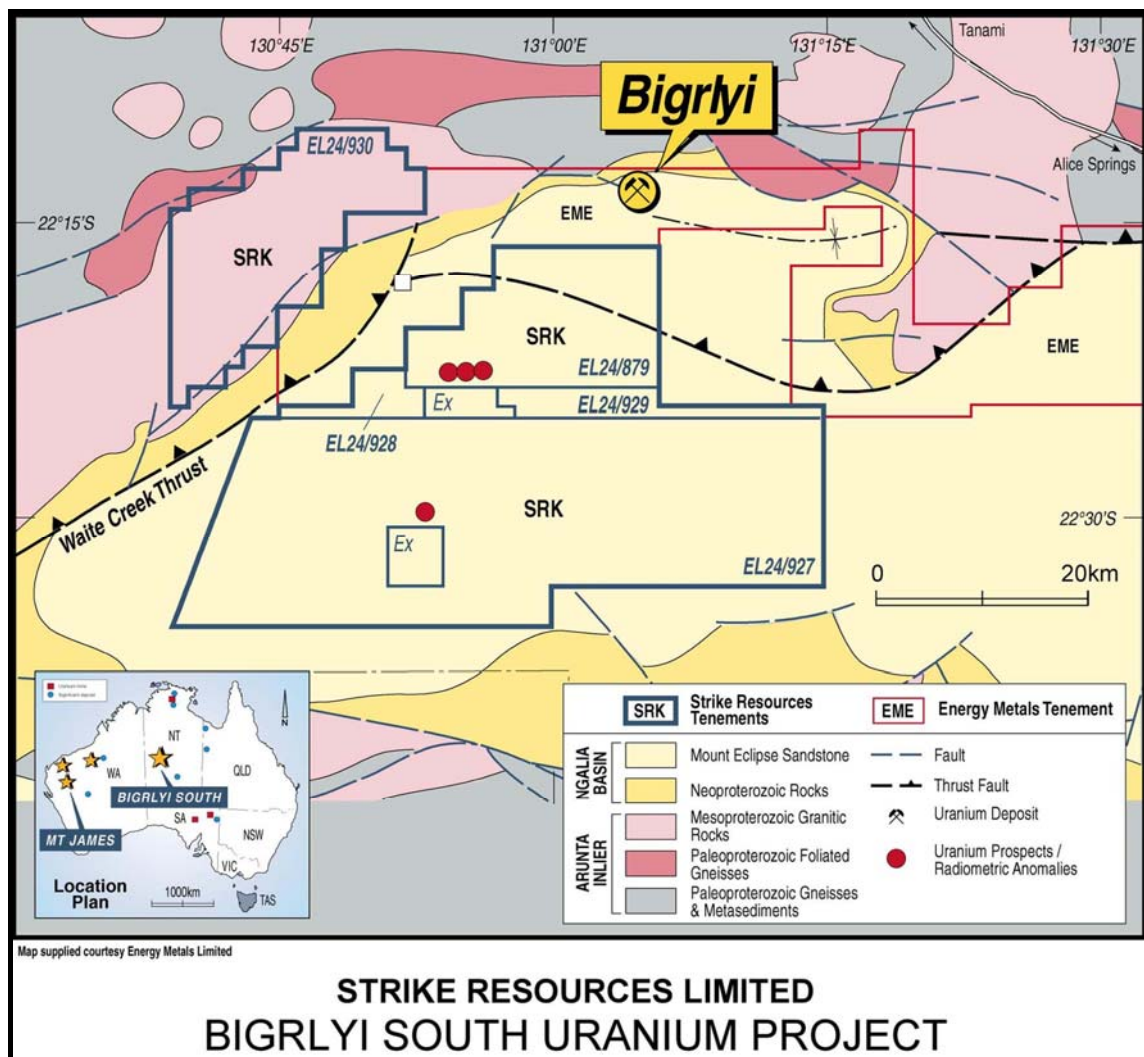 130°45'E
131°00'E
131°15'E
131°30'E
Tanami
Bigrlyi
EL24/930
Alice Springs
22°15'S
EME
SRK
SRK
EL24/879
EME
Ex
EL24/929
EL24/928
Waite Creek Thrust
SRK
22°30'S
Ex
EL24/927
0 20km
Uranium mine
Significant deposit
N
NT
WA
QLD
BIGRLYI SOUTH
SA
MT JAMES
NSW
VIC
Location
Plan
1000km
TAS
SRK Strike Resources
Tenements
EME Energy Metals Tenement
NGALIA
BASIN
Mount Eclipse Sandstone
Neoproterozoic Rocks
ARUNTA
INLIER
Mesoproterozoic Granitic
Rocks
Paleoproterozoic Foliated
Gneisses
Paleoproterozoic Gneisses
& Metasediments
Fault
Thrust Fault
Uranium Deposit
Uranium Prospects /
Radiometric Anomalies
Map supplied courtesy Energy Metals Limited
STRIKE RESOURCES LIMITED
BIGRLYI SOUTH URANIUM PROJECT